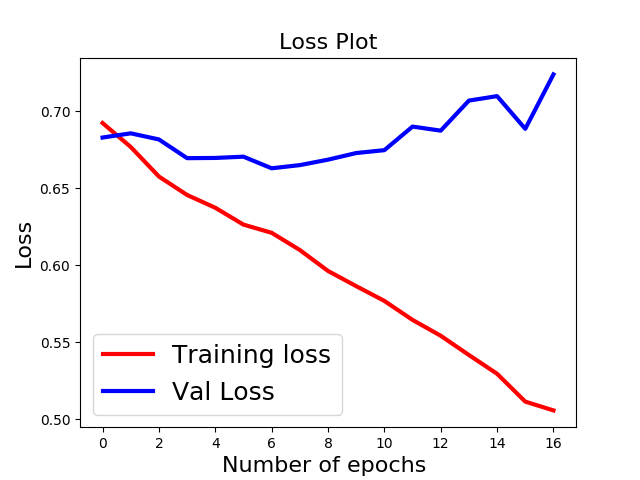 Loss Plot
0.70
0.65
0.60
0.55
0.50
Loss
Training loss
Val Loss
0 2 4 6 8 10 12 14 16
Number of epochs